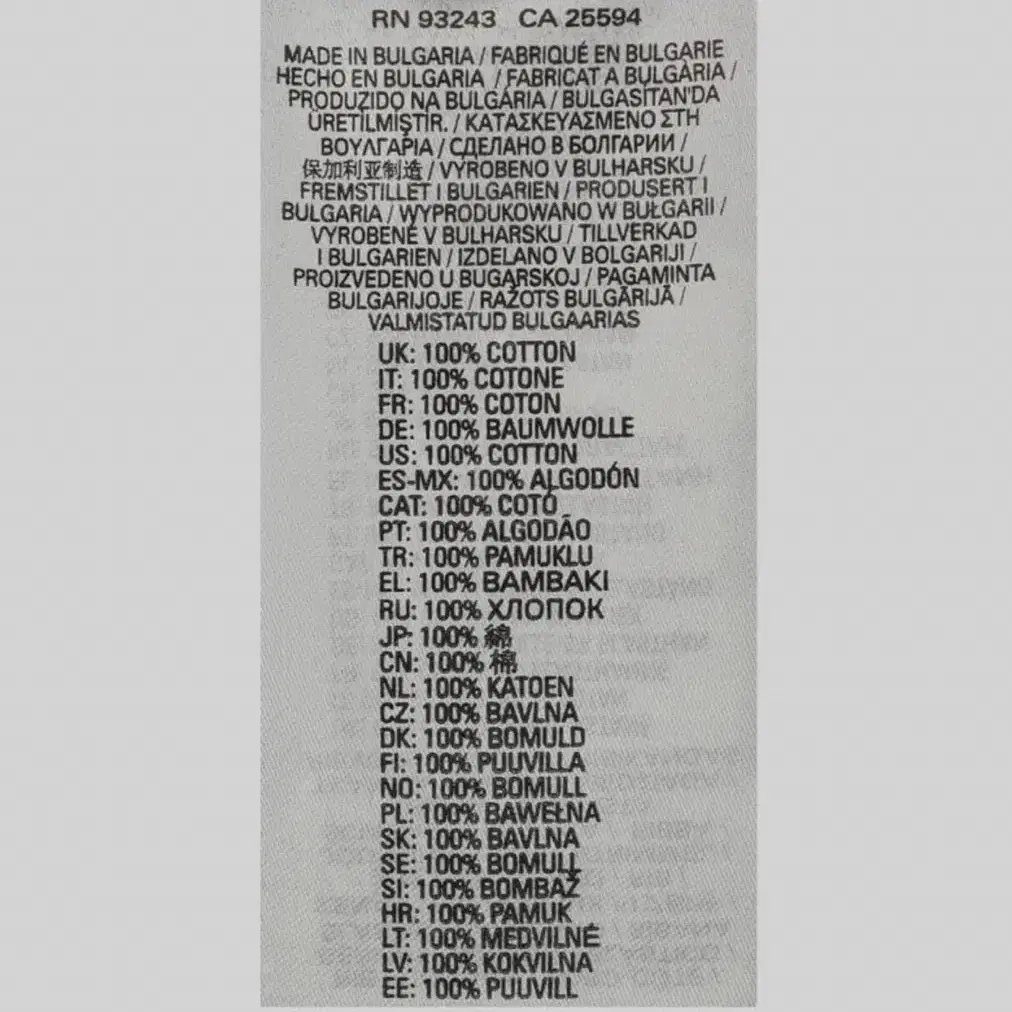 RN 93243 CA 25594
MADE IN BULGARIA / FABRIQUÉ EN BULGARIE
HECHO EN BULGARIA / FABRICAT A BULGÀRIA /
PRODUZIDO NA BULGÁRIA / BULGASİTAN'DA
ÜRETİLMİŞTİR. / ΚΑΤΑΣΚΕΥΑΣΜΕΝΟ ΣΤΗ
ΒΟΥΛΓΑΡΙΑ / СДЕЛАНО В БОЛГАРИИ /
保加利亚制造 / VYROBENO V BULHARSKU /
FREMSTILLET I BULGARIEN / PRODUSERT I
BULGARIA / WYPRODUKOWANO W BUŁGARII /
VYROBENÉ V BULHARSKU / TILLVERKAD
I BULGARIEN / IZDELANO V BOLGARIJI /
PROIZVEDENO U BUGARSKOJ / PAGAMINTA
BULGARIJOJE / RAŽOTS BULGĀRIJĀ /
VALMISTATUD BULGAARIAS
UK: 100% COTTON
IT: 100% COTONE
FR: 100% COTON
DE: 100% BAUMWOLLE
US: 100% COTTON
ES-MX: 100% ALGODÓN
CAT: 100% COTÓ
PT: 100% ALGODÃO
TR: 100% PAMUKLU
EL: 100% ΒΑΜΒΑΚΙ
RU: 100% ХЛОПОК
JP: 100% 綿
CN: 100% 棉
NL: 100% KATOEN
CZ: 100% BAVLNA
DK: 100% BOMULD
FI: 100% PUUVILLA
NO: 100% BOMULL
PL: 100% BAWEŁNA
SK: 100% BAVLNA
SE: 100% BOMULL
SI: 100% BOMBAŽ
HR: 100% PAMUK
LT: 100% MEDVILNĖ
LV: 100% KOKVILNA
EE: 100% PUUVILL